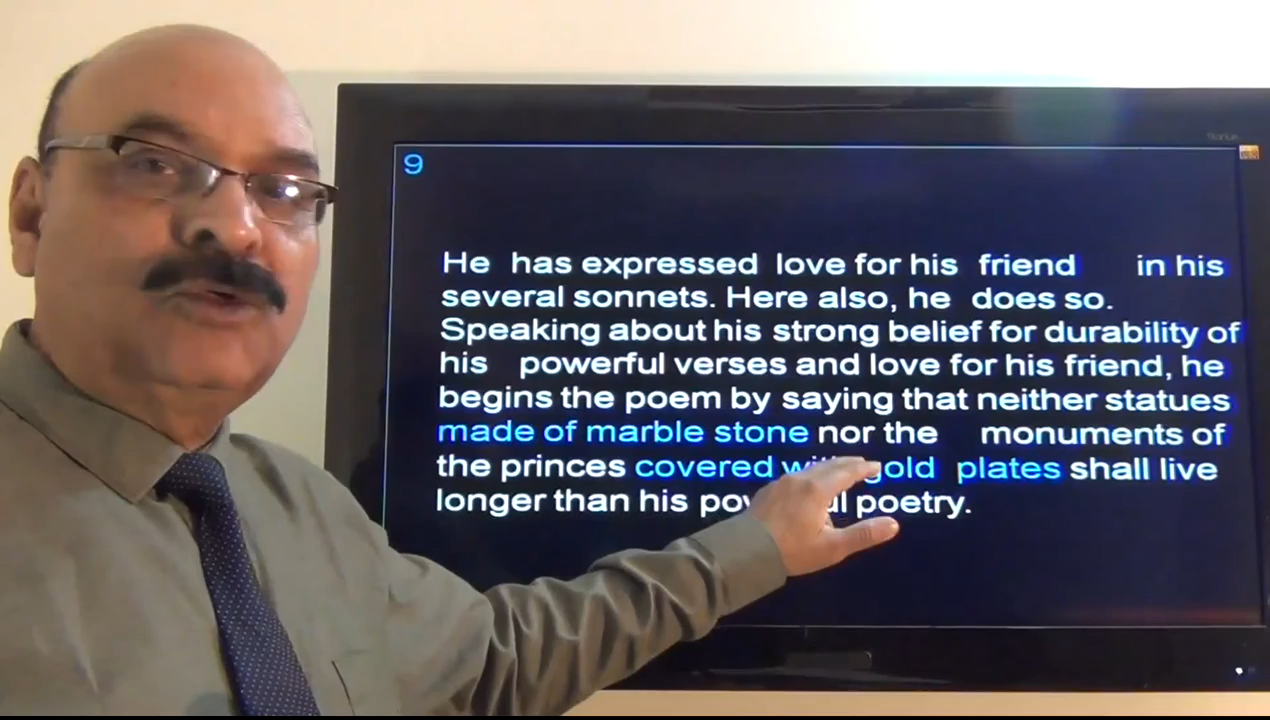 9
He has expressed love for his friend in his
several sonnets. Here also, he does so.
Speaking about his strong belief for durability of
his powerful verses and love for his friend, he
begins the poem by saying that neither statues
made of marble stone nor the monuments of
the princes covered with gold plates shall live
longer than his powerful poetry.